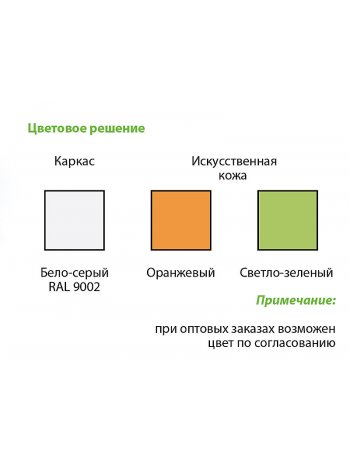 Цветовое решение
Каркас
Искусственная
кожа
Бело-серый
RAL 9002
Оранжевый
Светло-зеленый
Примечание:
при оптовых заказах возможен
цвет по согласованию